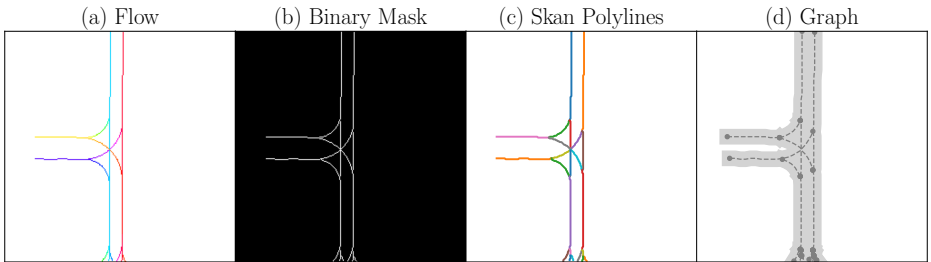 (a) Flow
(b) Binary Mask
(c) Skan Polylines
(d) Graph